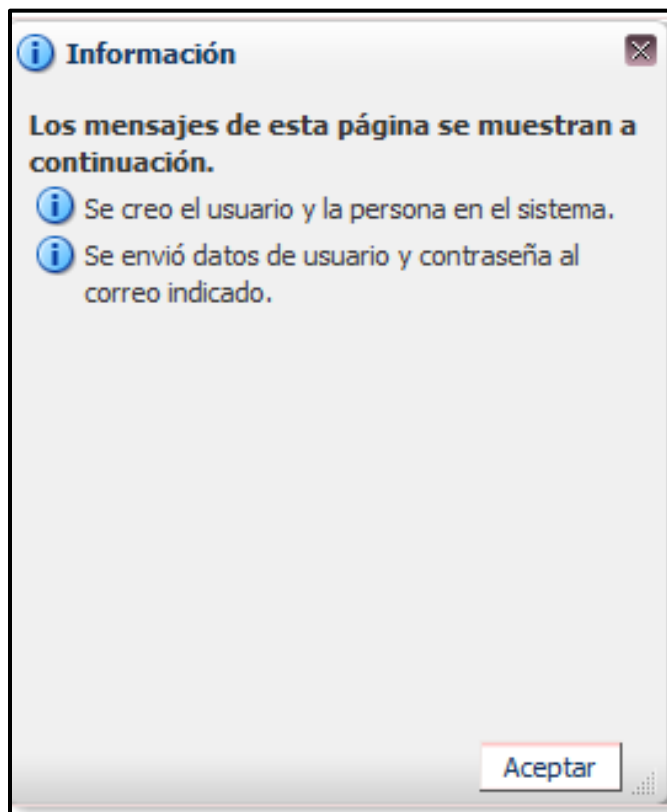 Información
Los mensajes de esta página se muestran a
continuación.
Se creo el usuario y la persona en el sistema.
Se envió datos de usuario y contraseña al
correo indicado.
Aceptar